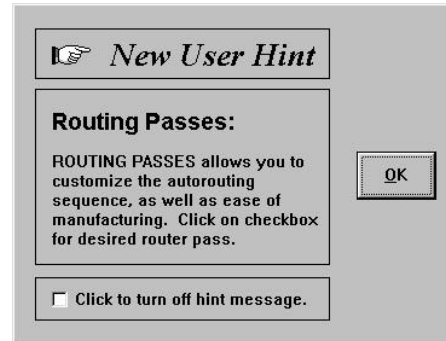 New User Hint
Routing Passes:
ROUTING PASSES allows you to
customize the autorouting
sequence, as well as ease of
manufacturing.  Click on checkbox
for desired router pass.
OK
Click to turn off hint message.